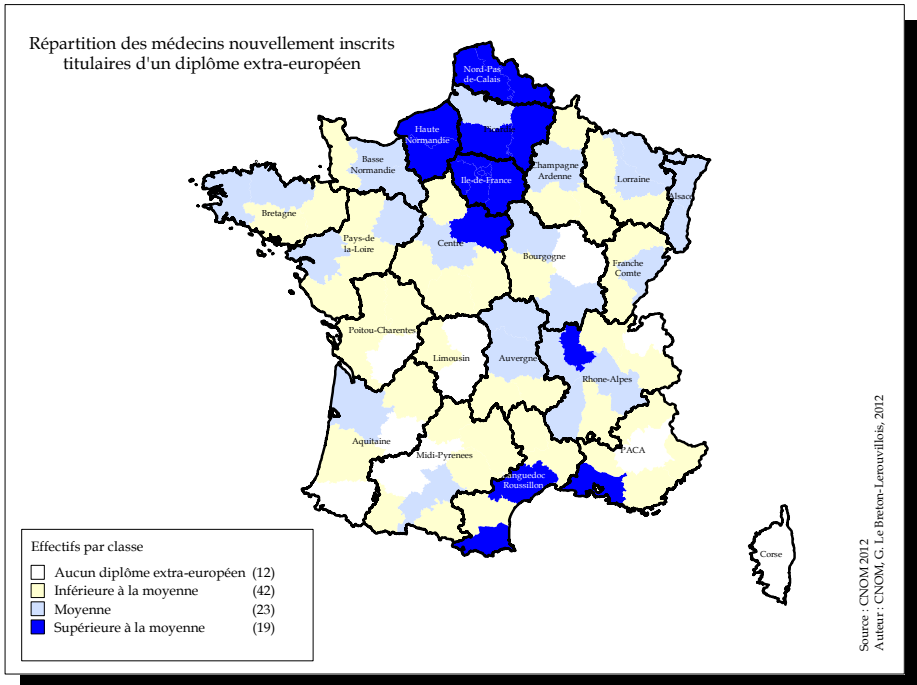 Répartition des médecins nouvellement inscrits
titulaires d'un diplôme extra-européen
Nord-Pas
de-Calais
Haute
Normandie
Basse
Normandie
Ile-de-France
Champagne
Ardenne
Lorraine
Alsace
Bretagne
Pays-de
la-Loire
Centre
Bourgogne
Franche
Comte
Poitou-Charentes
Limousin
Auvergne
Rhone-Alpes
Aquitaine
Midi-Pyrenees
Languedoc
Roussillon
PACA
Corse
Effectifs par classe
Aucun diplôme extra-européen (12)
Inférieure à la moyenne (42)
Moyenne (23)
Supérieure à la moyenne (19)
Source : CNOM 2012
Auteur : CNOM, G. Le Breton-Lerouvillois, 2012